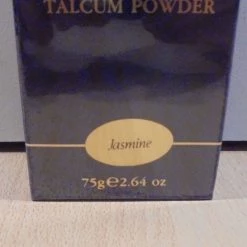 TALCUM POWDER
Jasmine
75g℮2.64 oz